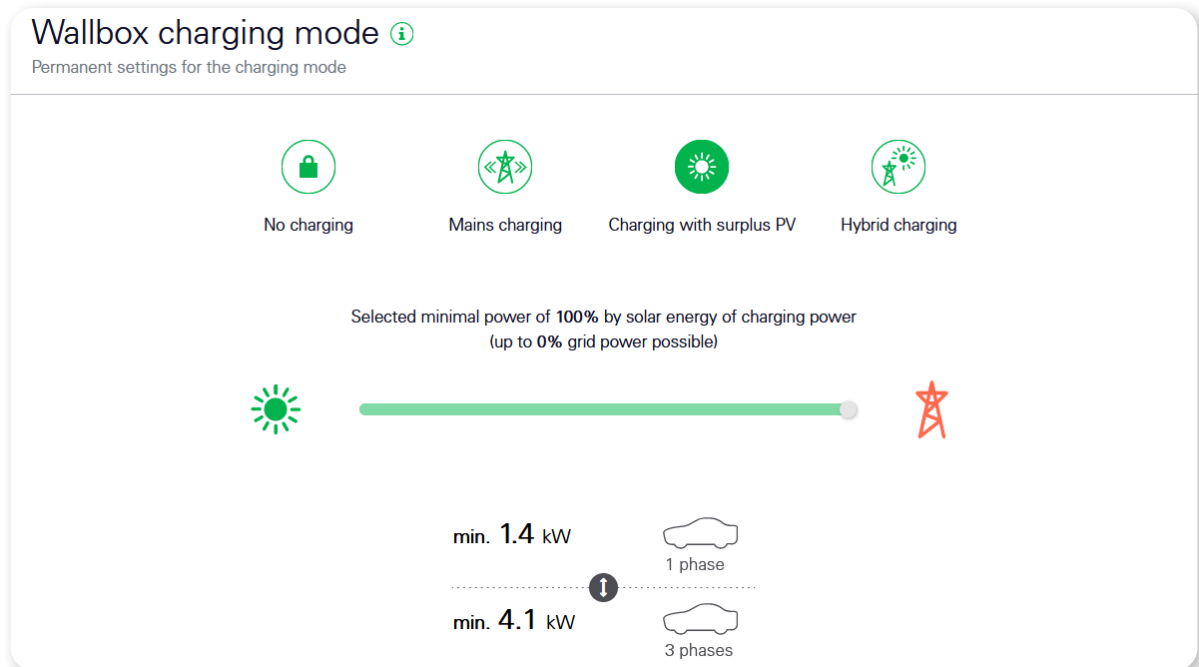 Wallbox charging mode
Permanent settings for the charging mode
No charging
Mains charging
Charging with surplus PV
Hybrid charging
Selected minimal power of 100% by solar energy of charging power
(up to 0% grid power possible)
min. 1.4 kW
1 phase
min. 4.1 kW
3 phases